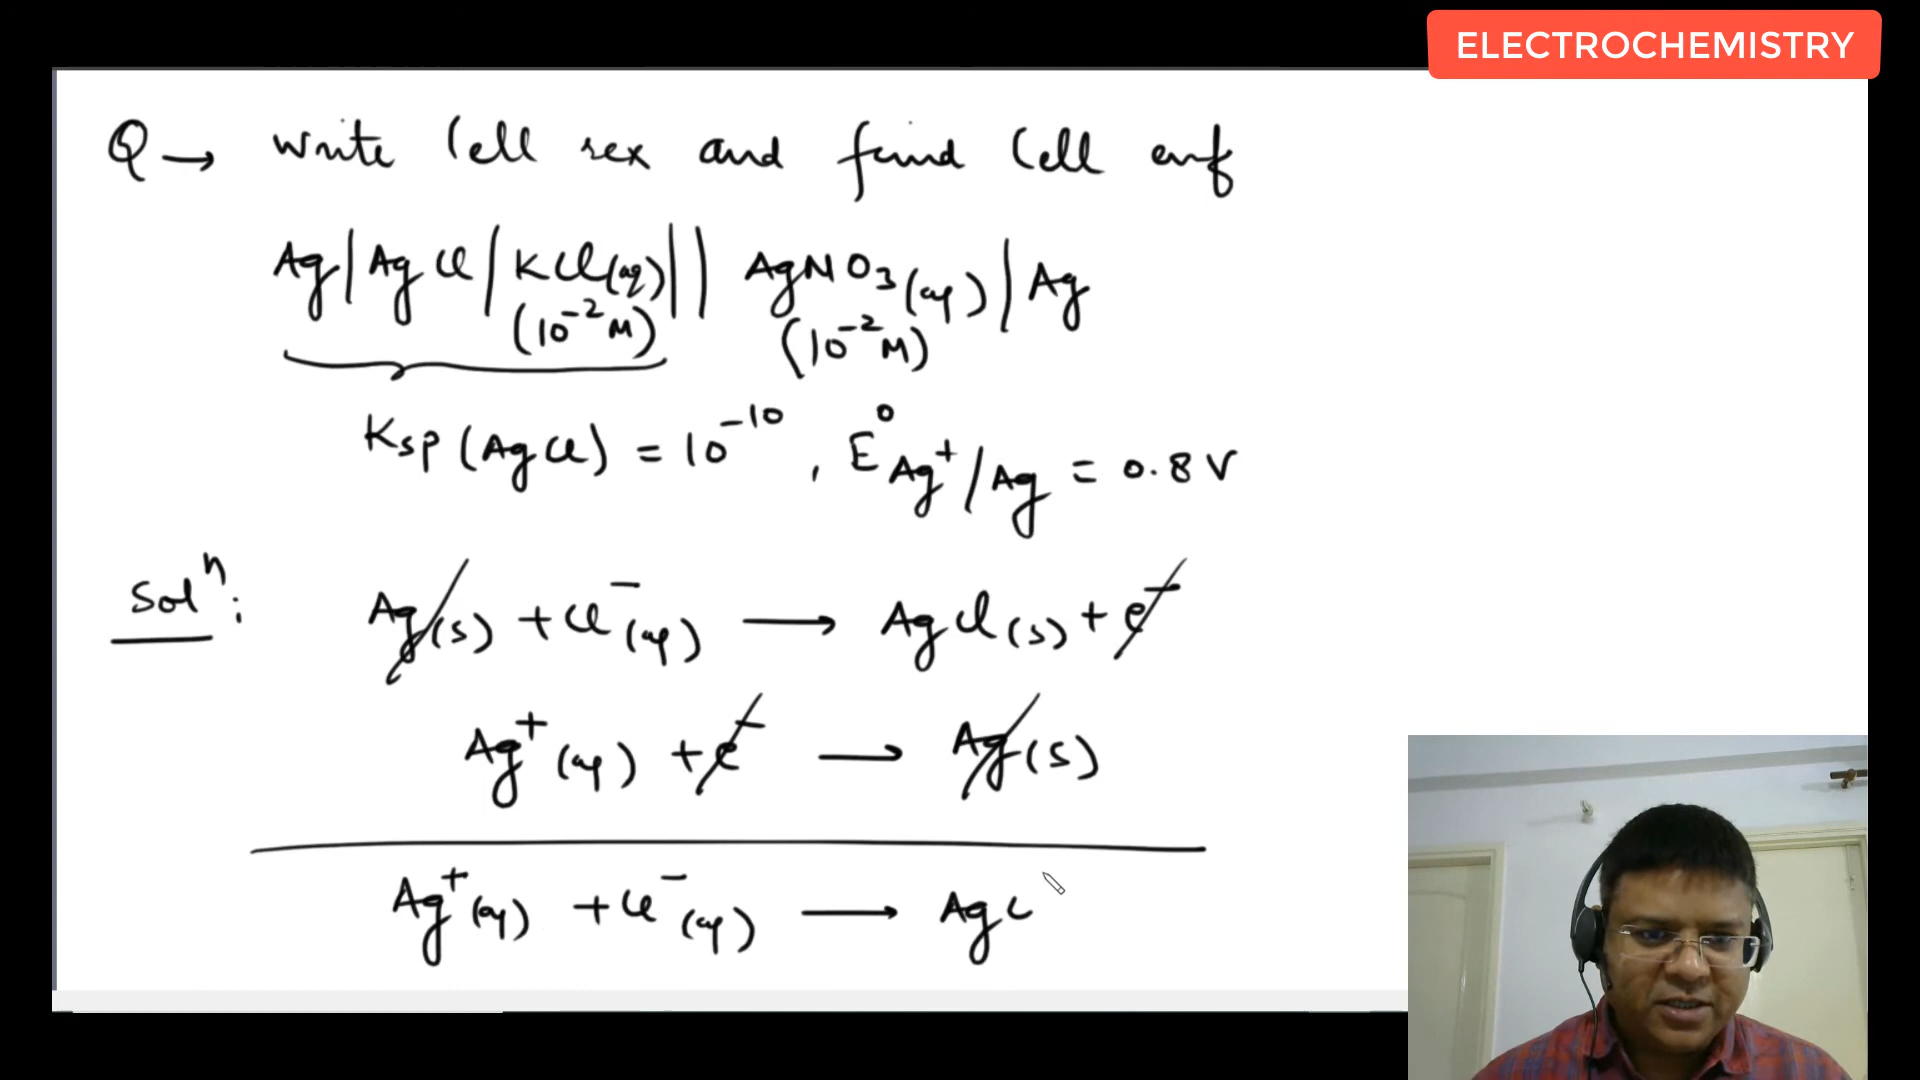 ELECTROCHEMISTRY
Q → Write Cell rex and find Cell emf
Ag | AgCl | KCl(aq) || AgNO₃(aq) | Ag
(10⁻² M) (10⁻² M)
Ksp (AgCl) = 10⁻¹⁰ , E⁰ Ag⁺/Ag = 0.8 V
Solⁿ: Ag(s) + Cl⁻(aq) ⟶ AgCl(s) + e⁻
Ag⁺(aq) + e⁻ ⟶ Ag(s)
Ag⁺(aq) + Cl⁻(aq) ⟶ AgC